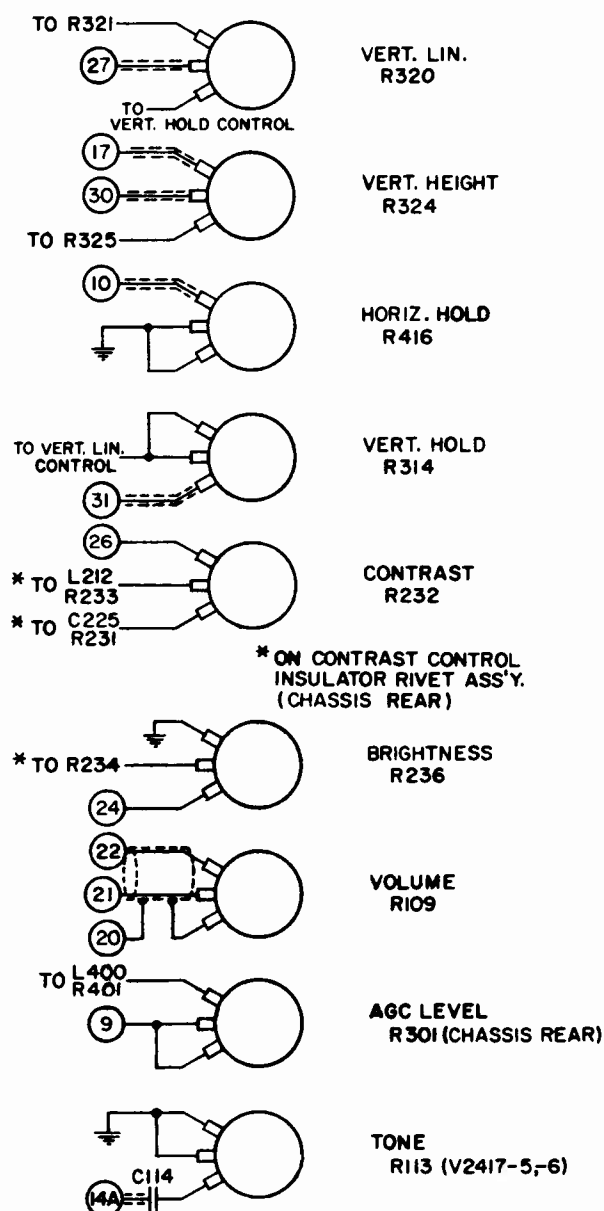 TO R321
VERT. LIN.
R320
27
TO
VERT. HOLD CONTROL
17
30
TO R325
VERT. HEIGHT
R324
10
HORIZ. HOLD
R416
TO VERT. LIN.
CONTROL
31
VERT. HOLD
R314
26
* TO L212
R233
* TO C225
R231
CONTRAST
R232
* ON CONTRAST CONTROL
INSULATOR RIVET ASS'Y.
(CHASSIS REAR)
* TO R234
24
BRIGHTNESS
R236
22
21
20
VOLUME
R109
TO L400
R401
9
AGC LEVEL
R301 (CHASSIS REAR)
C114
14A
TONE
R113 (V2417-5,-6)